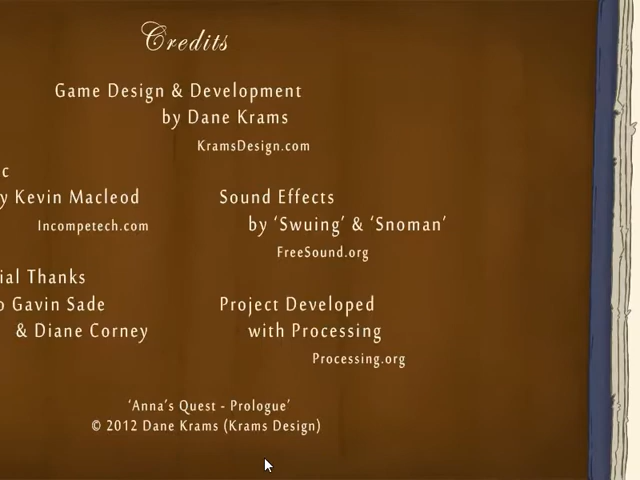 Credits
Game Design & Development
by Dane Krams
KramsDesign.com
c
y Kevin Macleod
Incompetech.com
Sound Effects
by ‘Swuing’ & ‘Snoman’
FreeSound.org
ial Thanks
o Gavin Sade
& Diane Corney
Project Developed
with Processing
Processing.org
‘Anna’s Quest - Prologue’
© 2012 Dane Krams (Krams Design)